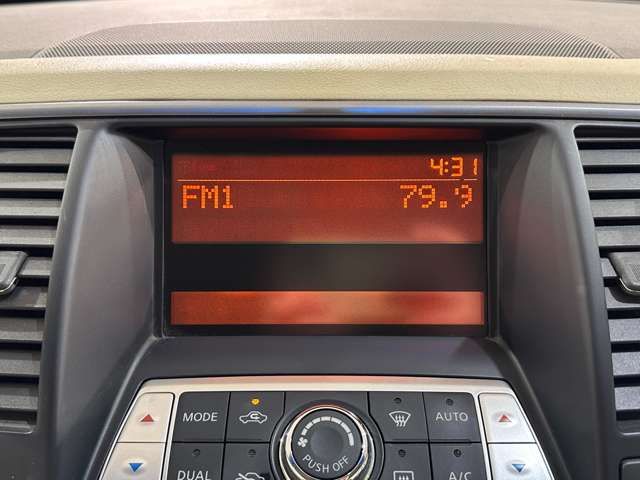 4:31
FM1 79.9
MODE AUTO
PUSH OFF
DUAL A/C